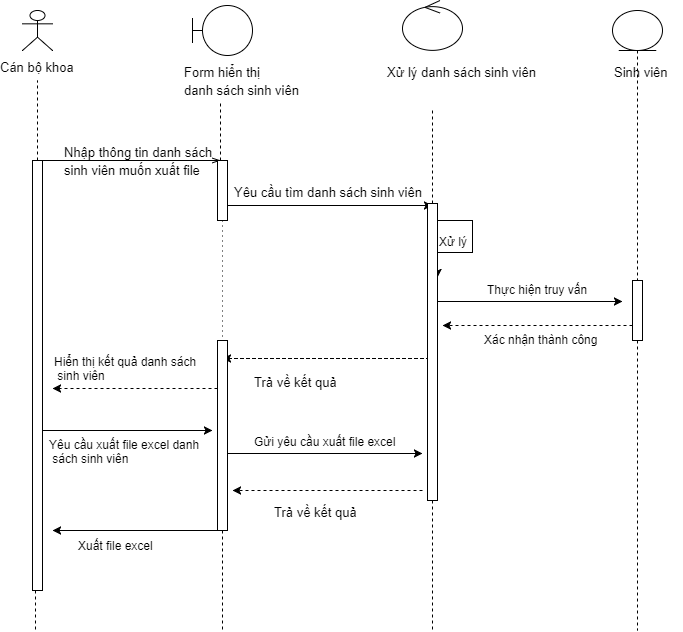 Cán bộ khoa
Form hiển thị
danh sách sinh viên
Xử lý danh sách sinh viên
Sinh viên
Nhập thông tin danh sách
sinh viên muốn xuất file
Yêu cầu tìm danh sách sinh viên
Xử lý
Thực hiện truy vấn
Xác nhận thành công
Hiển thị kết quả danh sách
sinh viên
Trả về kết quả
Yêu cầu xuất file excel danh
sách sinh viên
Gửi yêu cầu xuất file excel
Trả về kết quả
Xuất file excel